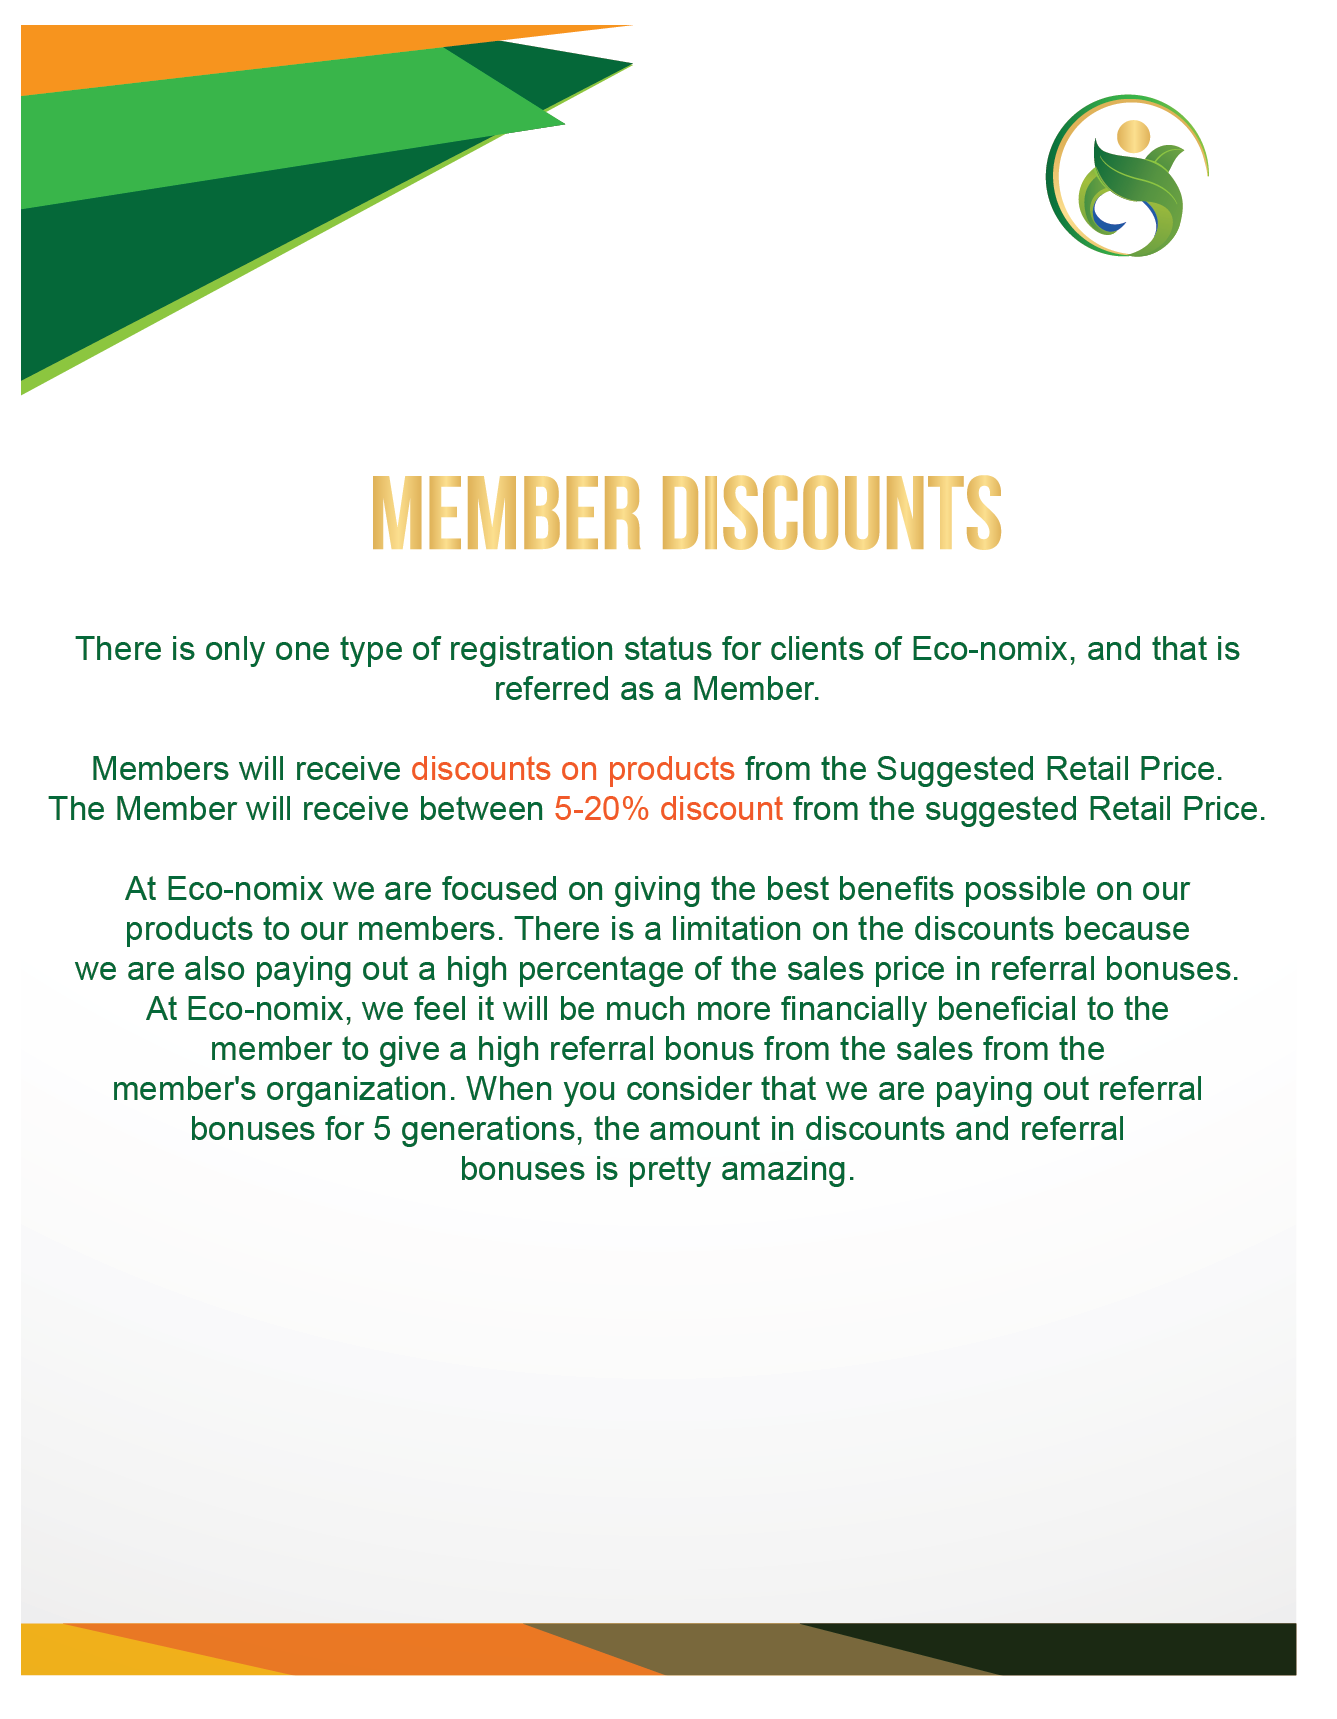 MEMBER DISCOUNTS
There is only one type of registration status for clients of Eco-nomix, and that is
referred as a Member.
Members will receive discounts on products from the Suggested Retail Price.
The Member will receive between 5-20% discount from the suggested Retail Price.
At Eco-nomix we are focused on giving the best benefits possible on our
products to our members. There is a limitation on the discounts because
we are also paying out a high percentage of the sales price in referral bonuses.
At Eco-nomix, we feel it will be much more financially beneficial to the
member to give a high referral bonus from the sales from the
member's organization. When you consider that we are paying out referral
bonuses for 5 generations, the amount in discounts and referral
bonuses is pretty amazing.